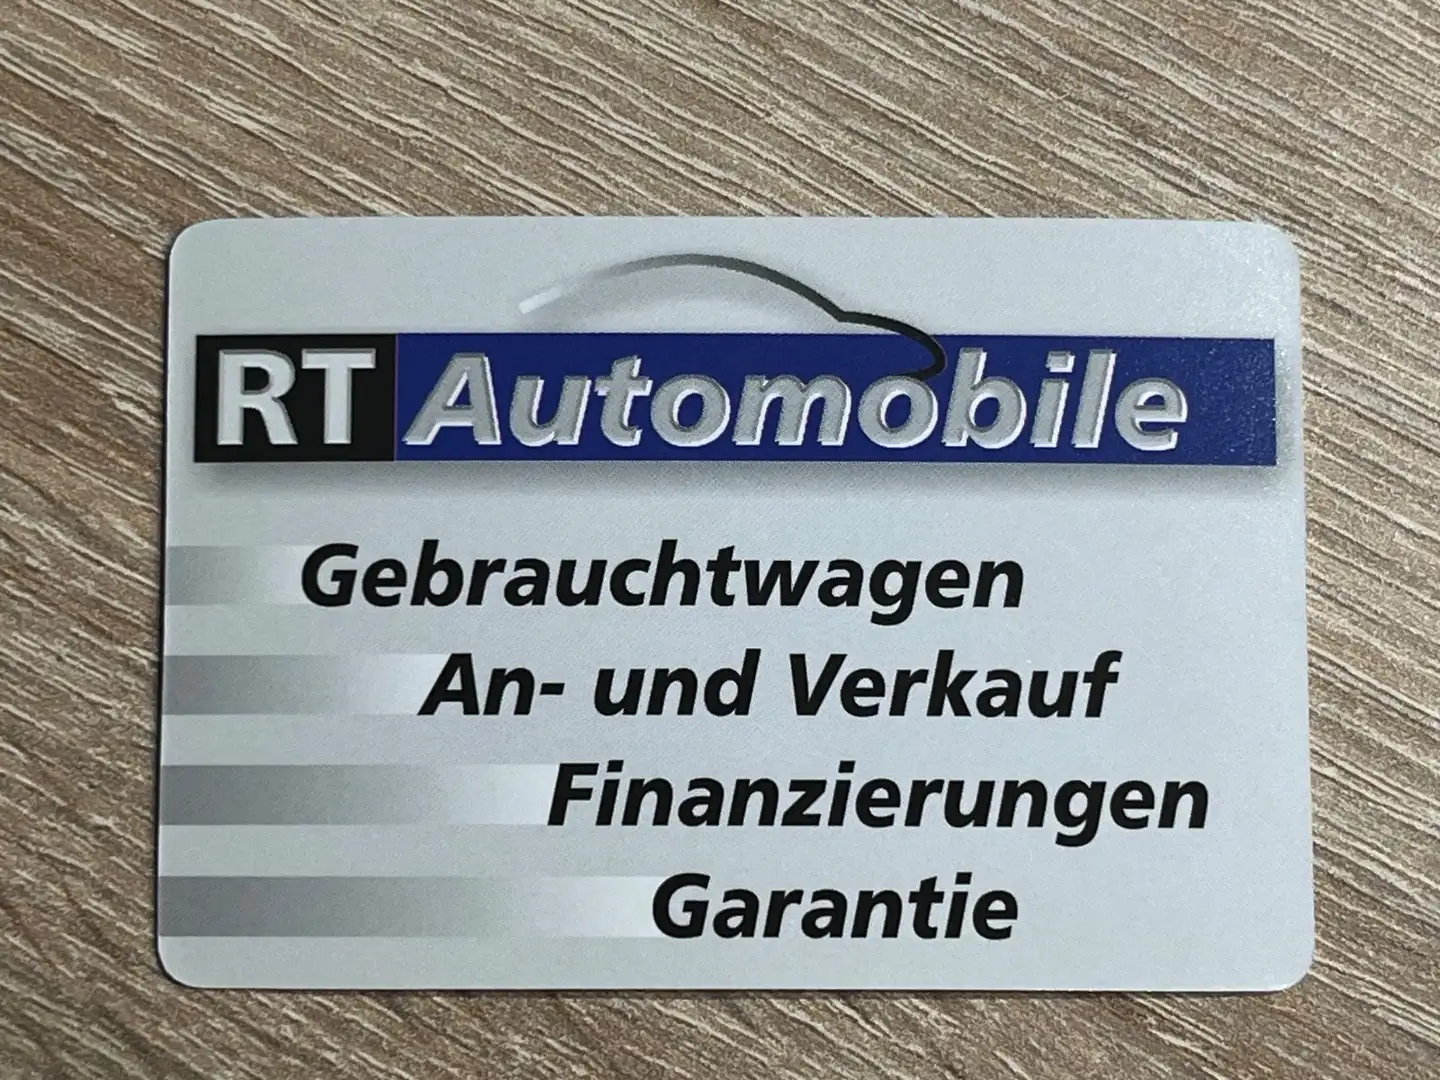 RT Automobile
Gebrauchtwagen
An- und Verkauf
Finanzierungen
Garantie